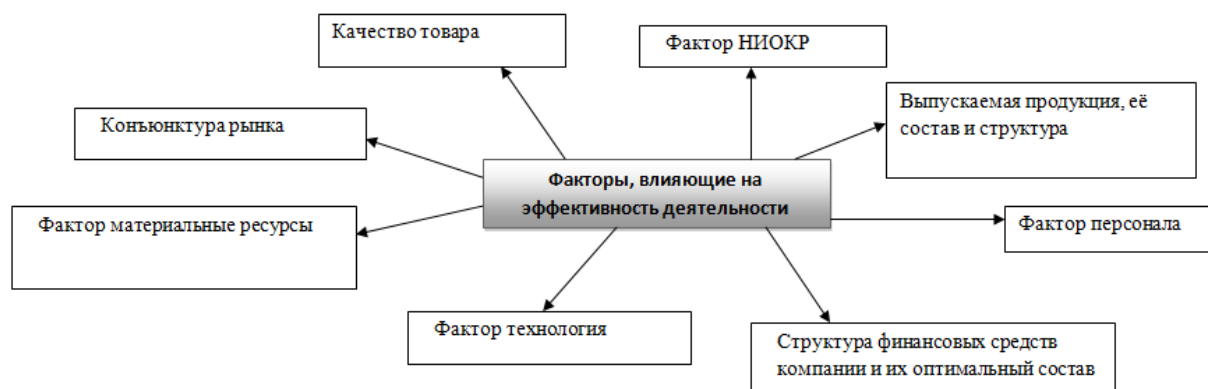 Качество товара
Фактор НИОКР
Выпускаемая продукция, её
состав и структура
Конъюнктура рынка
Факторы, влияющие на
эффективность деятельности
Фактор материальные ресурсы
Фактор персонала
Фактор технология
Структура финансовых средств
компании и их оптимальный состав